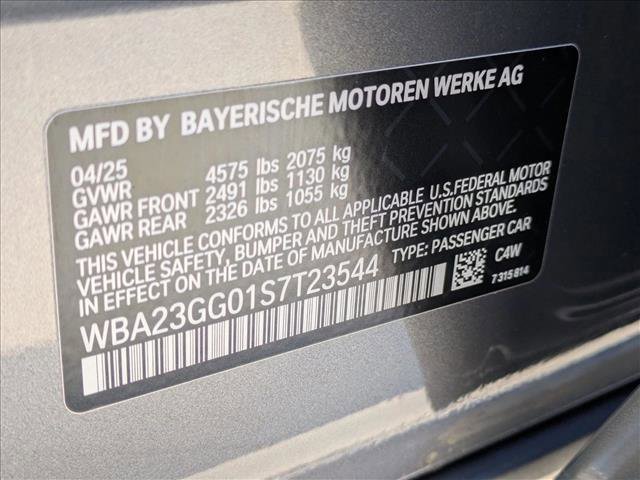 MFD BY BAYERISCHE MOTOREN WERKE AG
04/25
GVWR 4575 lbs 2075 kg
GAWR FRONT 2491 lbs 1130 kg
GAWR REAR 2326 lbs 1055 kg
THIS VEHICLE CONFORMS TO ALL APPLICABLE U.S.FEDERAL MOTOR
VEHICLE SAFETY, BUMPER AND THEFT PREVENTION STANDARDS
IN EFFECT ON THE DATE OF MANUFACTURE SHOWN ABOVE.
WBA23GG01S7T23544 TYPE: PASSENGER CAR
C4W
7315814